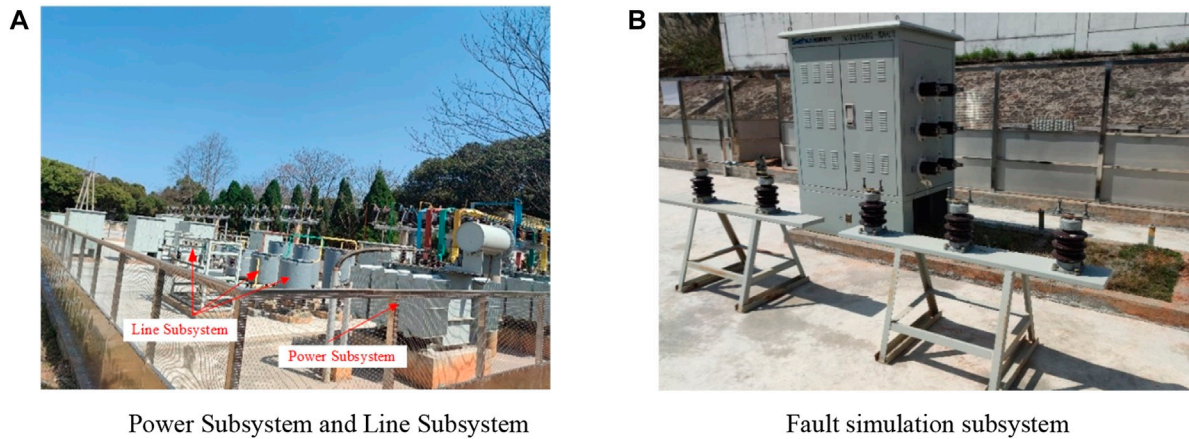 A
B
Line Subsystem
Power Subsystem
Power Subsystem and Line Subsystem
Fault simulation subsystem